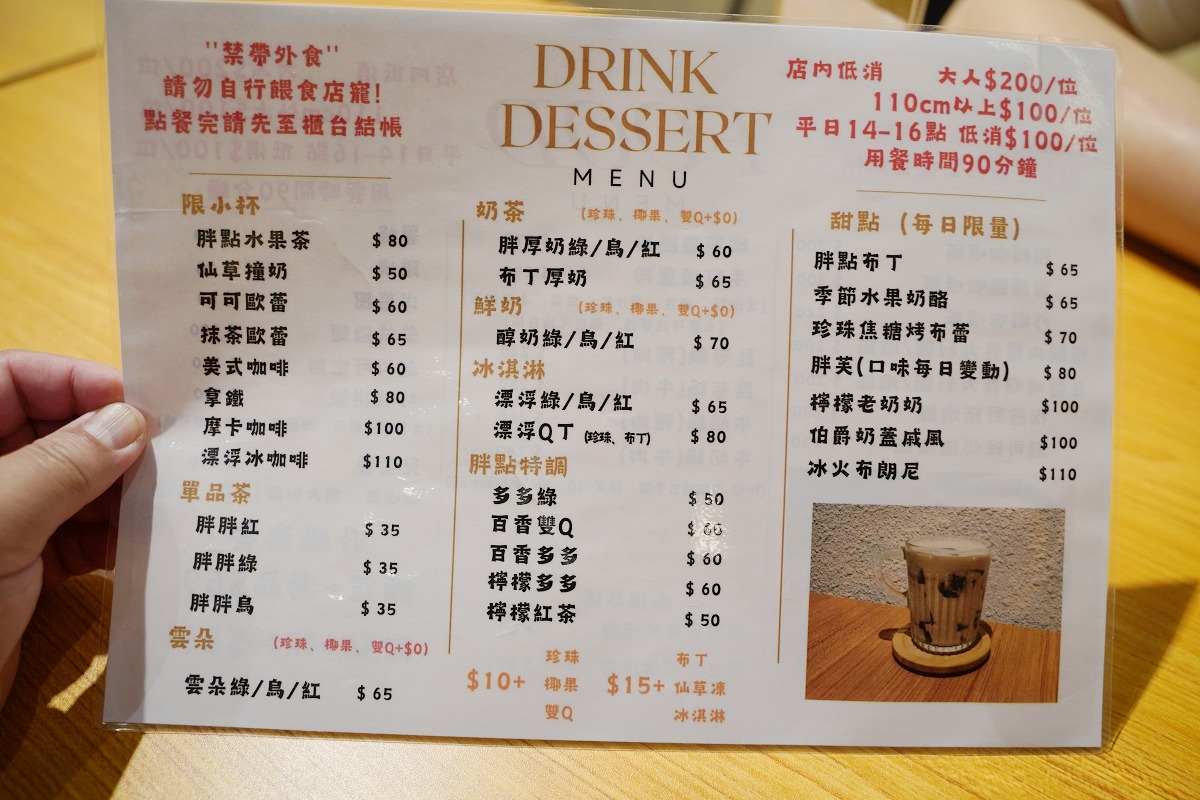 "禁帶外食"
請勿自行餵食店寵!
點餐完請先至櫃台結帳
DRINK
DESSERT
MENU
店內低消 大人$200/位
110cm以上$100/位
平日14-16點 低消$100/位
用餐時間90分鐘
限小杯
胖點水果茶 $80
仙草撞奶 $50
可可歐蕾 $60
抹茶歐蕾 $65
美式咖啡 $60
拿鐵 $80
摩卡咖啡 $100
漂浮冰咖啡 $110
單品茶
胖胖紅 $35
胖胖綠 $35
胖胖烏 $35
雲朵 (珍珠、椰果、雙Q+$0)
雲朵綠/烏/紅 $65
奶茶 (珍珠、椰果、雙Q+$0)
胖厚奶綠/烏/紅 $60
布丁厚奶 $65
鮮奶 (珍珠、椰果、雙Q+$0)
醇奶綠/烏/紅 $70
冰淇淋
漂浮綠/烏/紅 $65
漂浮QT (珍珠、布丁) $80
胖點特調
多多綠 $50
百香雙Q $60
百香多多 $60
檸檬多多 $60
檸檬紅茶 $50
$10+ 珍珠 椰果 雙Q
$15+ 布丁 仙草凍 冰淇淋
甜點 (每日限量)
胖點布丁 $65
季節水果奶酪 $65
珍珠焦糖烤布蕾 $70
胖芙(口味每日變動) $80
檸檬老奶奶 $100
伯爵奶蓋戚風 $100
冰火布朗尼 $110